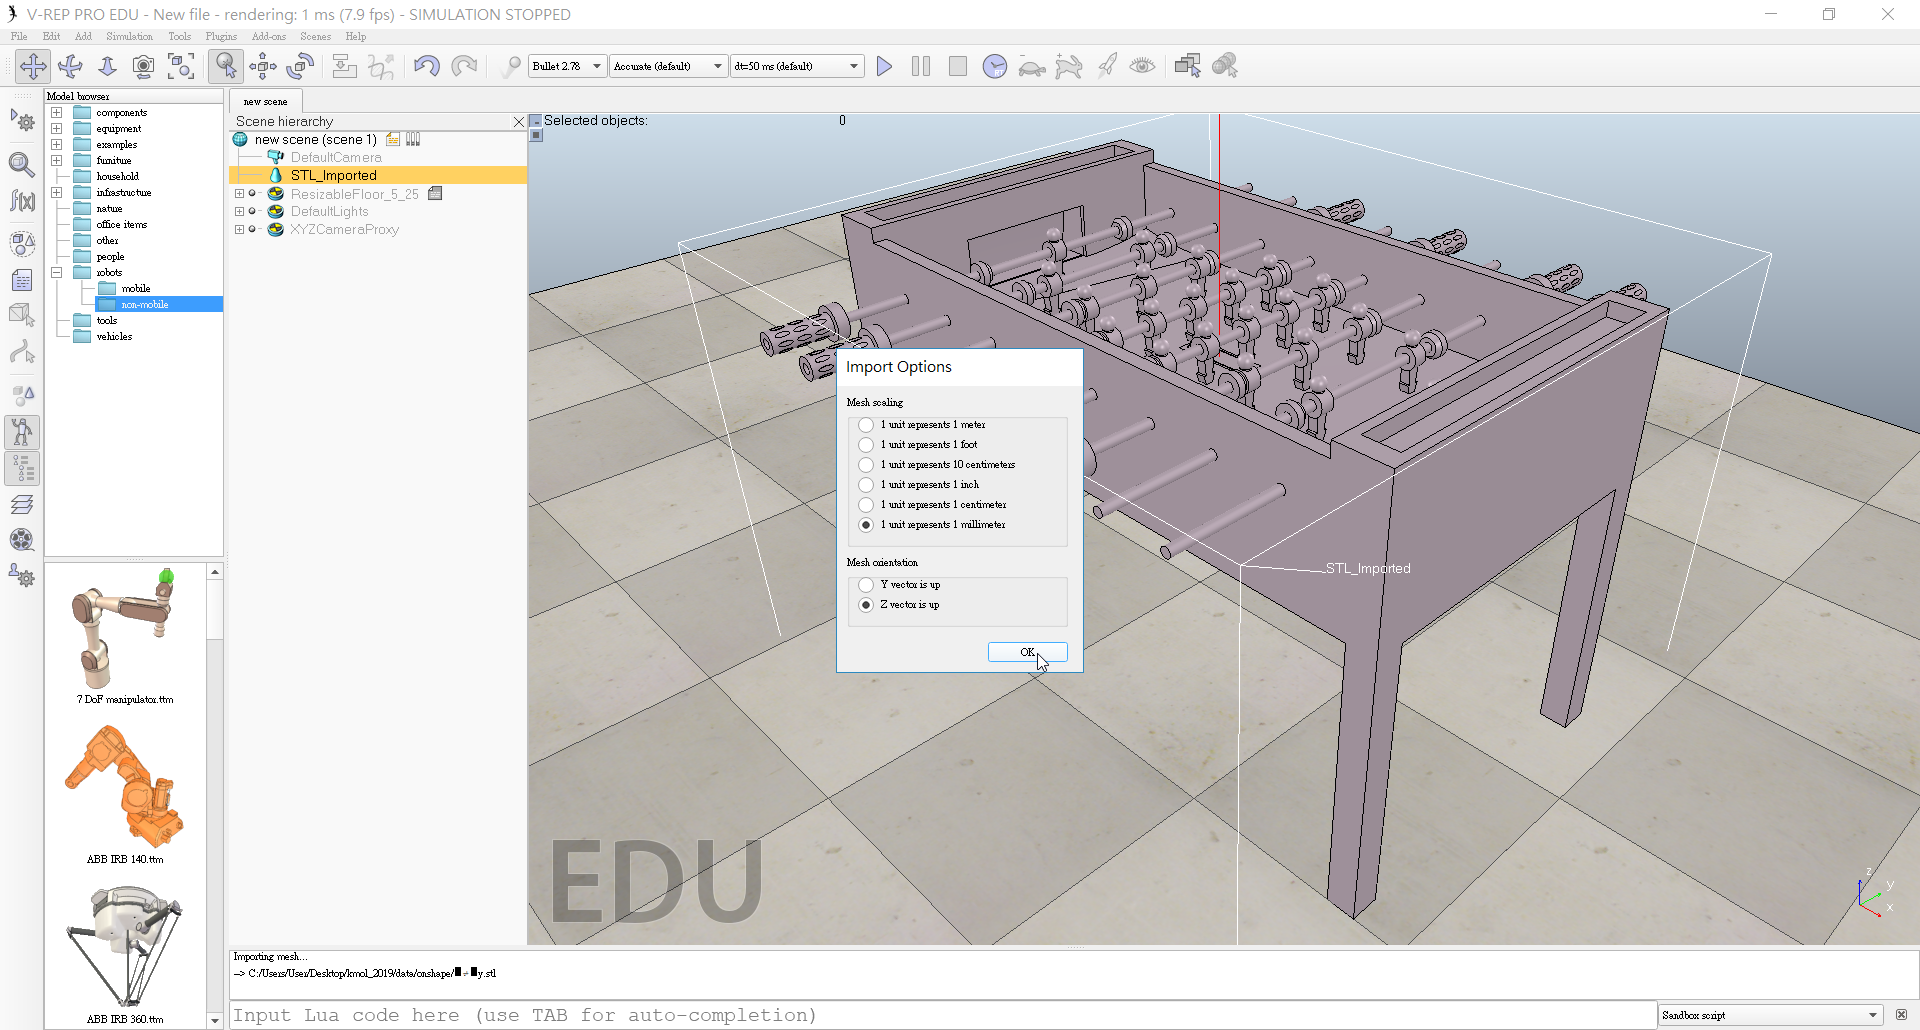 V-REP PRO EDU - New file - rendering: 1 ms (7.9 fps) - SIMULATION STOPPED
File Edit Add Simulation Tools Plugins Add-ons Scenes Help
Bullet 2.78 Accurate (default) dt=50 ms (default)
RT
f(x)
Model browser
components
equipment
examples
furniture
household
infrastructure
nature
office items
other
people
robots
mobile
non-mobile
tools
vehicles
7 DoF manipulator.ttm
ABB IRB 140.ttm
ABB IRB 360.ttm
new scene
Scene hierarchy
new scene (scene 1)
DefaultCamera
STL_Imported
ResizableFloor_5_25
DefaultLights
XYZCameraProxy
Selected objects: 0
Import Options
Mesh scaling
1 unit represents 1 meter
1 unit represents 1 foot
1 unit represents 10 centimeters
1 unit represents 1 inch
1 unit represents 1 centimeter
1 unit represents 1 millimeter
Mesh orientation
Y vector is up
Z vector is up
OK
STL_Imported
EDU
z
y
x
Importing mesh...
--> C:/Users/User/Desktop/kmol_2019/data/onshape/■≠■y.stl
Input Lua code here (use TAB for auto-completion)
Sandbox script